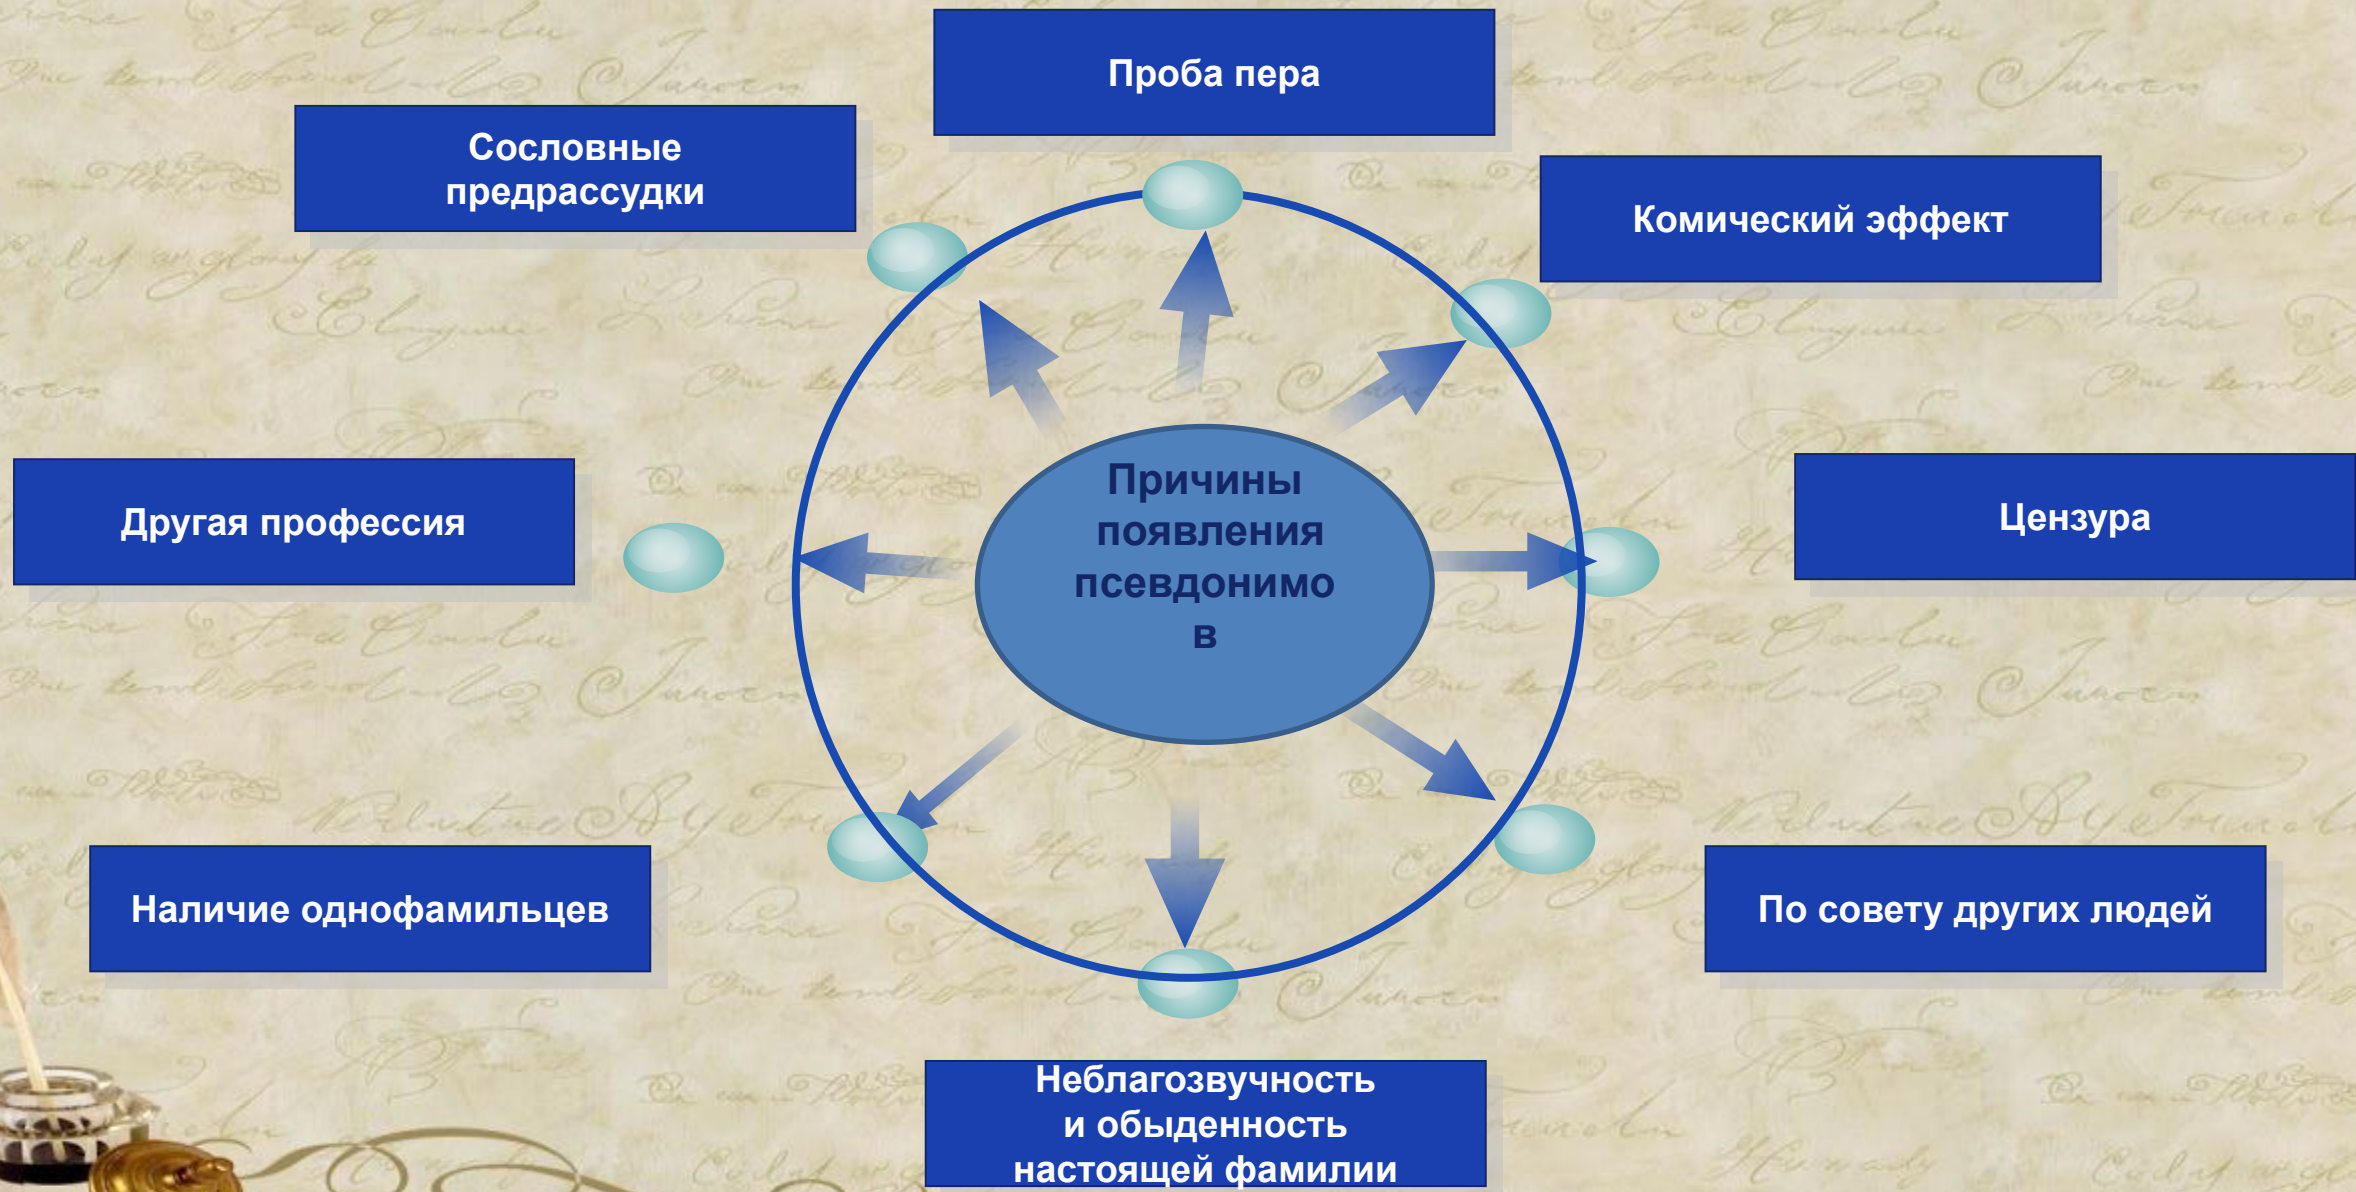 Проба пера
Сословные
предрассудки
Комический эффект
Другая профессия
Причины
появления
псевдонимо
в
Цензура
Наличие однофамильцев
По совету других людей
Неблагозвучность
и обыденность
настоящей фамилии